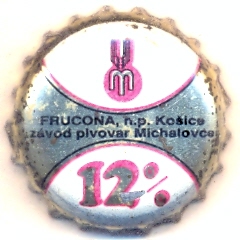 FRUCONA, n.p. Košice
závod pivovar Michalovce
12%